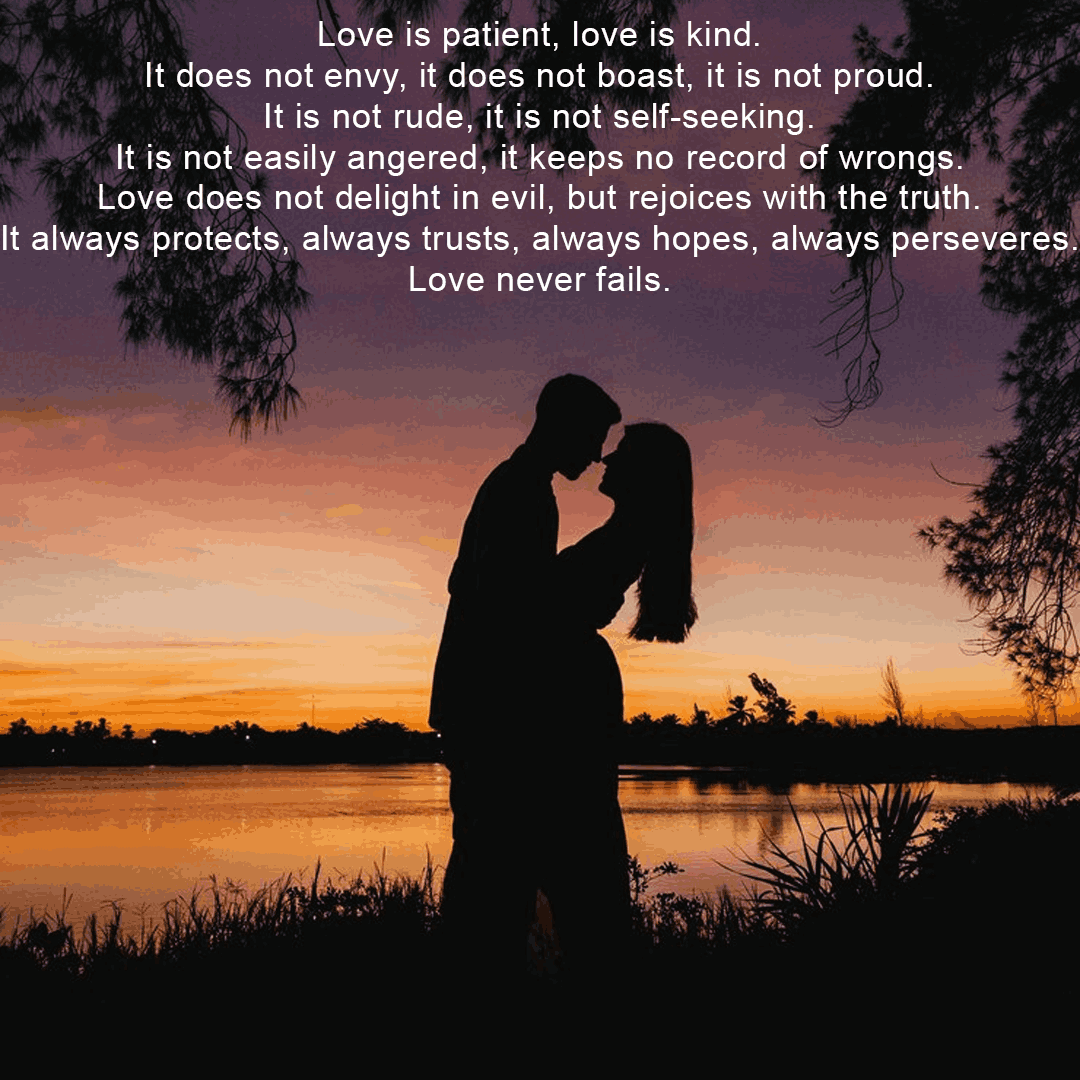 Love is patient, love is kind.
It does not envy, it does not boast, it is not proud.
It is not rude, it is not self-seeking.
It is not easily angered, it keeps no record of wrongs.
Love does not delight in evil, but rejoices with the truth.
It always protects, always trusts, always hopes, always perseveres.
Love never fails.